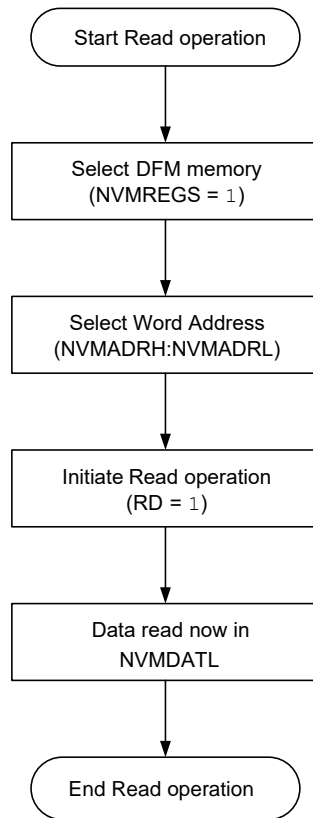 Start Read operation
Select DFM memory
(NVMREGS = 1)
Select Word Address
(NVMADRH:NVMADRL)
Initiate Read operation
(RD = 1)
Data read now in
NVMDATL
End Read operation